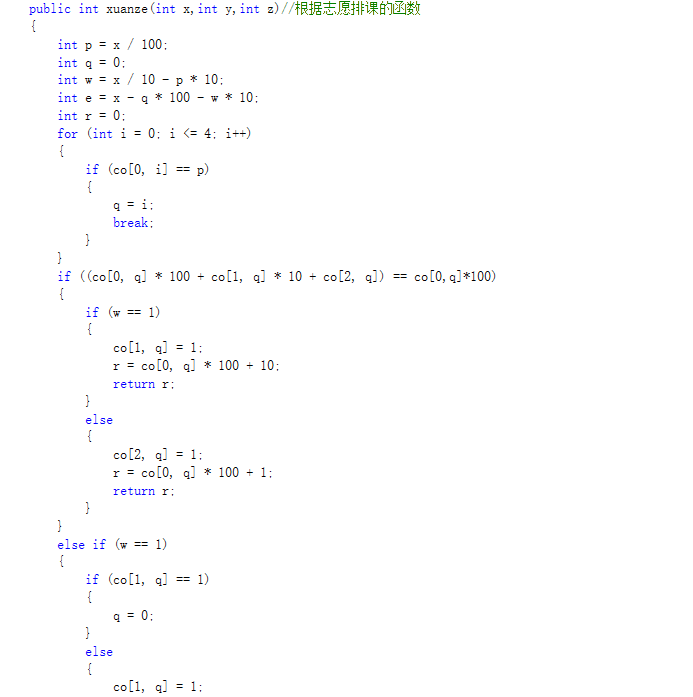 public int xuanze(int x,int y,int z)//根据志愿排课的函数
{
int p = x / 100;
int q = 0;
int w = x / 10 - p * 10;
int e = x - q * 100 - w * 10;
int r = 0;
for (int i = 0; i <= 4; i++)
{
if (co[0, i] == p)
{
q = i;
break;
}
}
if ((co[0, q] * 100 + co[1, q] * 10 + co[2, q]) == co[0,q]*100)
{
if (w == 1)
{
co[1, q] = 1;
r = co[0, q] * 100 + 10;
return r;
}
else
{
co[2, q] = 1;
r = co[0, q] * 100 + 1;
return r;
}
}
else if (w == 1)
{
if (co[1, q] == 1)
{
q = 0;
}
else
{
co[1, q] = 1;